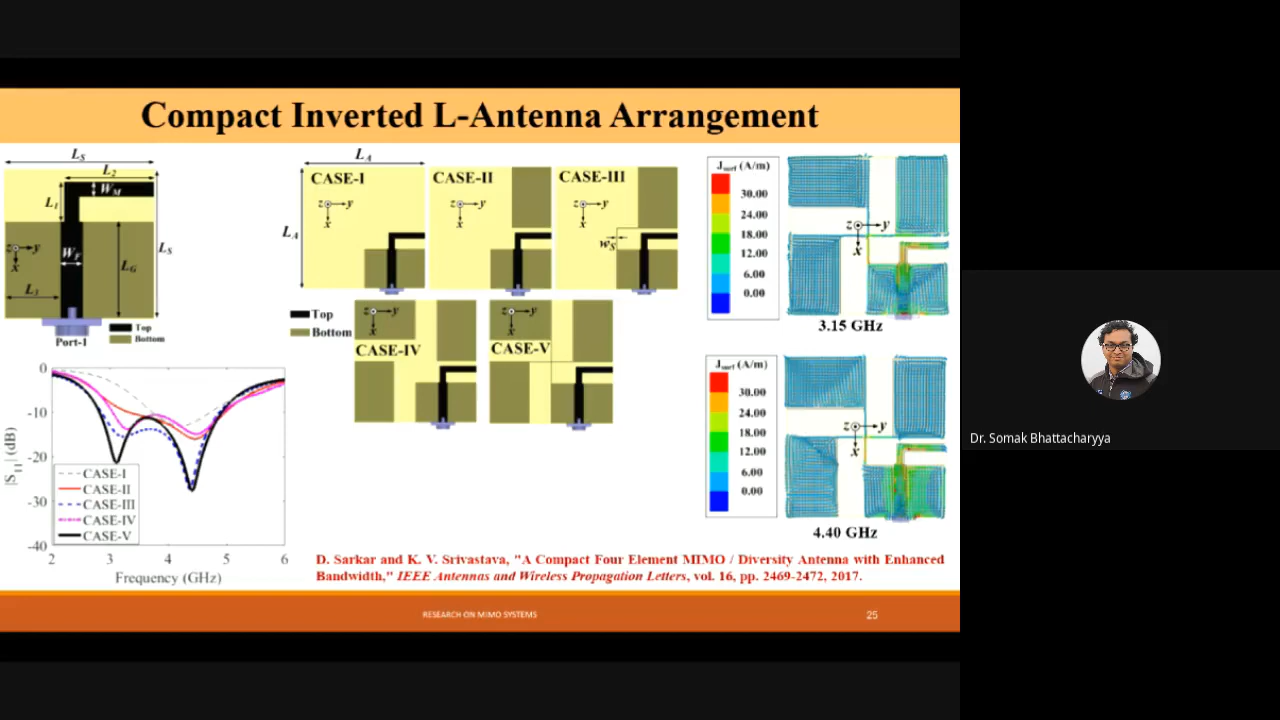 Compact Inverted L-Antenna Arrangement
L_S
L_2
W_M
L_1
L_S
W_F
L_G
z y
x
L_3
Port-1
Top
Bottom
L_A
L_A
CASE-I
z y
x
CASE-II
z y
x
CASE-III
z y
x
w_S
Top
Bottom
z y
x
CASE-IV
z y
x
CASE-V
J_surf (A/m)
30.00
24.00
18.00
12.00
6.00
0.00
z y
x
3.15 GHz
J_surf (A/m)
30.00
24.00
18.00
12.00
6.00
0.00
z y
x
4.40 GHz
|S_11| (dB)
0
-10
-20
-30
-40
CASE-I
CASE-II
CASE-III
CASE-IV
CASE-V
2 3 4 5 6
Frequency (GHz)
D. Sarkar and K. V. Srivastava, "A Compact Four Element MIMO / Diversity Antenna with Enhanced
Bandwidth," IEEE Antennas and Wireless Propagation Letters, vol. 16, pp. 2469-2472, 2017.
RESEARCH ON MIMO SYSTEMS
25
Dr. Somak Bhattacharyya